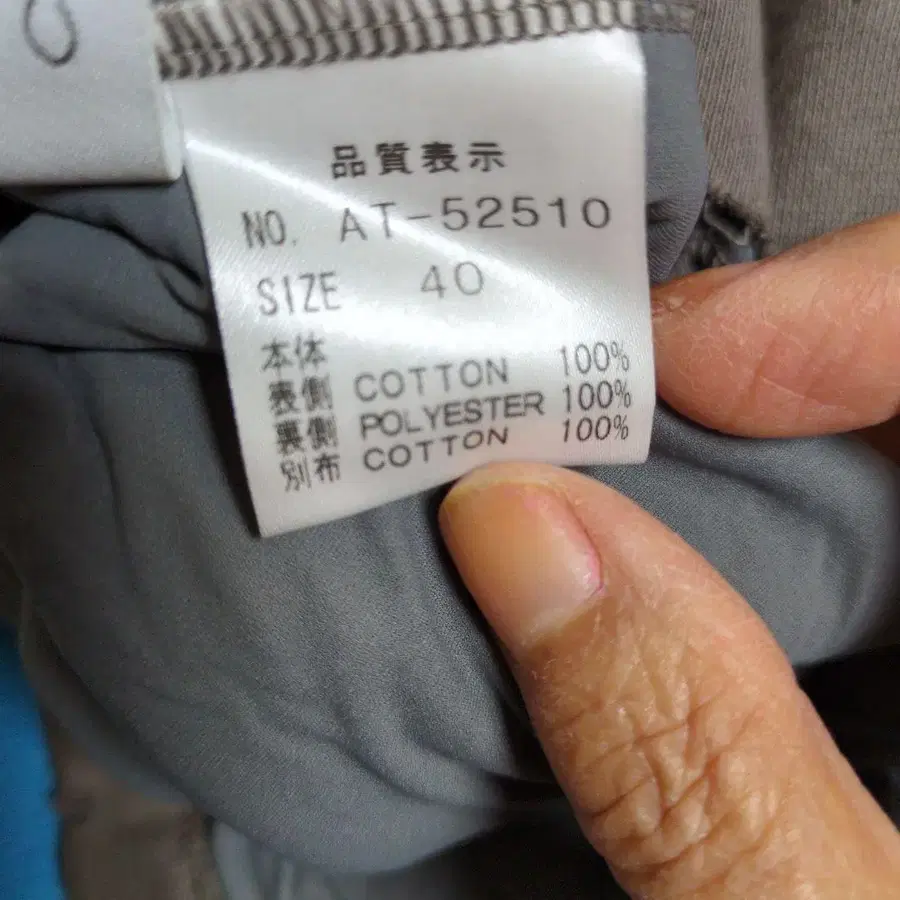 品質表示
NO. AT-52510
SIZE 40
本体
表側 COTTON 100%
裏側 POLYESTER 100%
別布 COTTON 100%